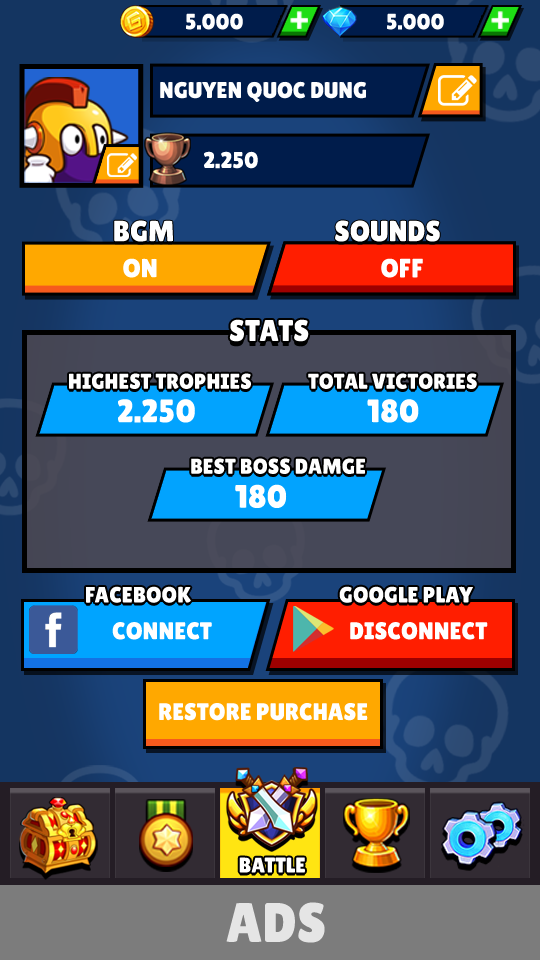 5.000 + 5.000 +
NGUYEN QUOC DUNG
2.250
BGM SOUNDS
ON OFF
STATS
HIGHEST TROPHIES TOTAL VICTORIES
2.250 180
BEST BOSS DAMGE
180
FACEBOOK GOOGLE PLAY
f CONNECT DISCONNECT
RESTORE PURCHASE
BATTLE
ADS